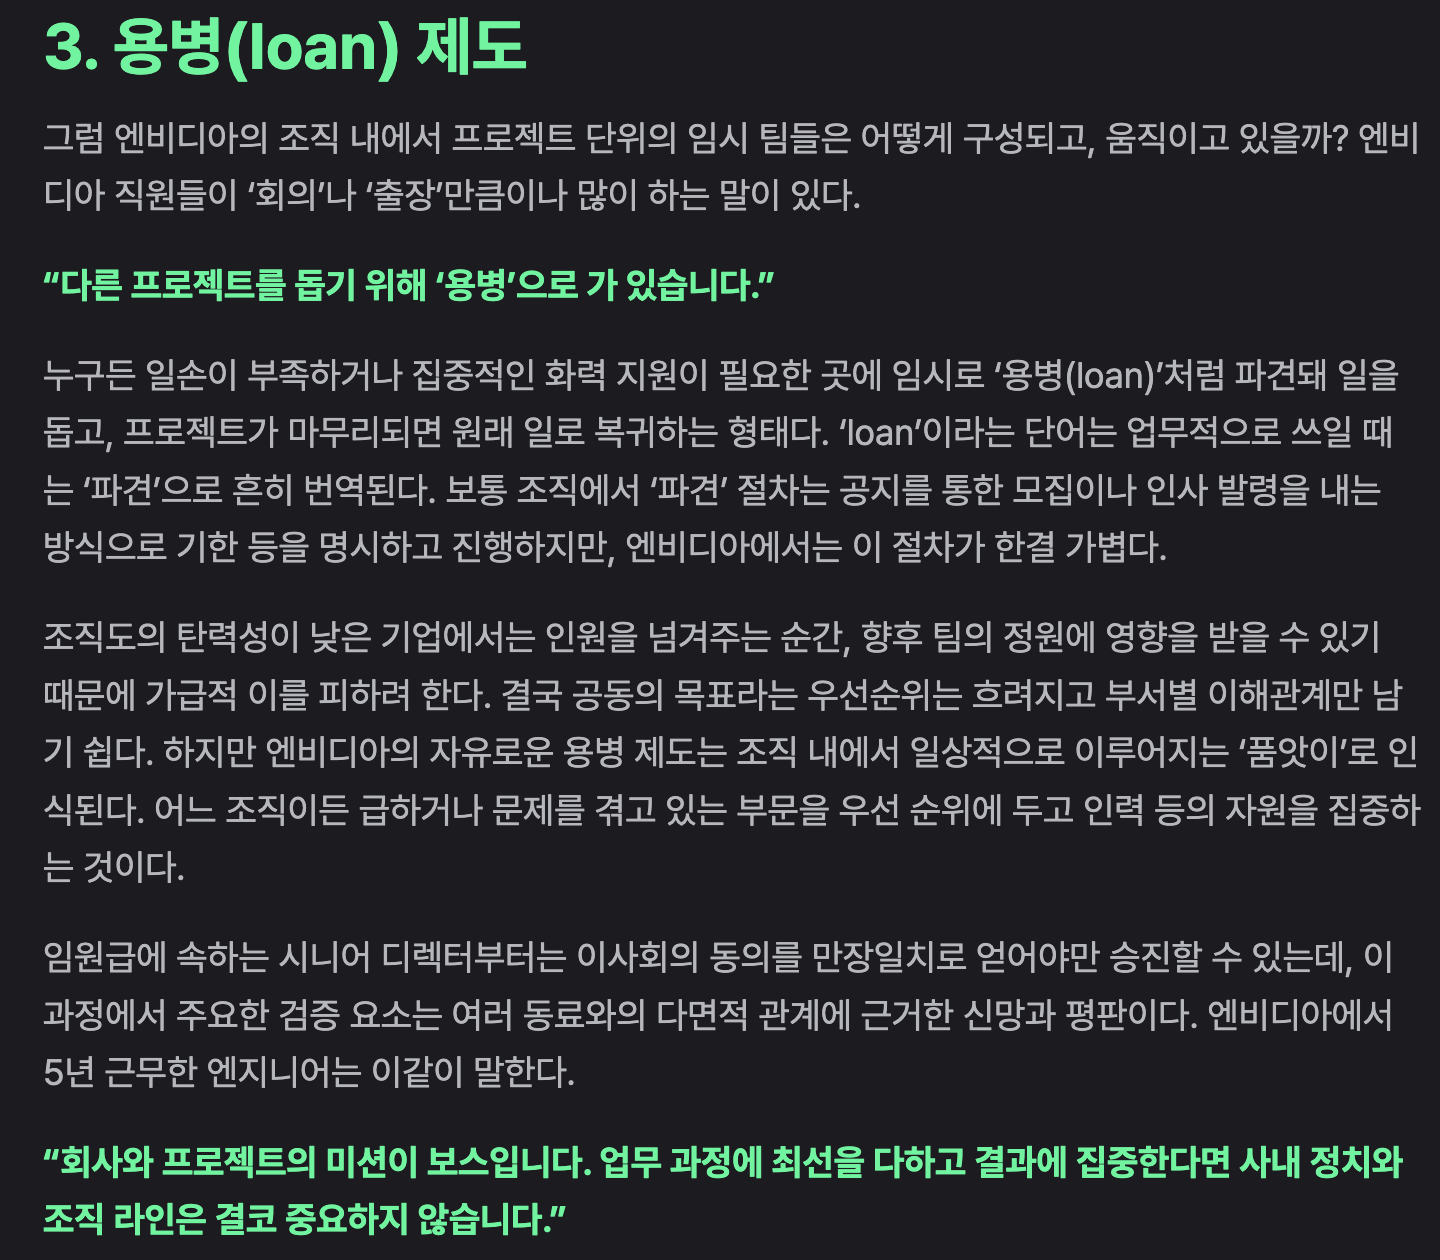 3. 용병(loan) 제도
그럼 엔비디아의 조직 내에서 프로젝트 단위의 임시 팀들은 어떻게 구성되고, 움직이고 있을까? 엔비
디아 직원들이 ‘회의’나 ‘출장’만큼이나 많이 하는 말이 있다.
“다른 프로젝트를 돕기 위해 ‘용병’으로 가 있습니다.”
누구든 일손이 부족하거나 집중적인 화력 지원이 필요한 곳에 임시로 ‘용병(loan)’처럼 파견돼 일을
돕고, 프로젝트가 마무리되면 원래 일로 복귀하는 형태다. ‘loan’이라는 단어는 업무적으로 쓰일 때
는 ‘파견’으로 흔히 번역된다. 보통 조직에서 ‘파견’ 절차는 공지를 통한 모집이나 인사 발령을 내는
방식으로 기한 등을 명시하고 진행하지만, 엔비디아에서는 이 절차가 한결 가볍다.
조직도의 탄력성이 낮은 기업에서는 인원을 넘겨주는 순간, 향후 팀의 정원에 영향을 받을 수 있기
때문에 가급적 이를 피하려 한다. 결국 공동의 목표라는 우선순위는 흐려지고 부서별 이해관계만 남
기 쉽다. 하지만 엔비디아의 자유로운 용병 제도는 조직 내에서 일상적으로 이루어지는 ‘품앗이’로 인
식된다. 어느 조직이든 급하거나 문제를 겪고 있는 부문을 우선 순위에 두고 인력 등의 자원을 집중하
는 것이다.
임원급에 속하는 시니어 디렉터부터는 이사회의 동의를 만장일치로 얻어야만 승진할 수 있는데, 이
과정에서 주요한 검증 요소는 여러 동료와의 다면적 관계에 근거한 신망과 평판이다. 엔비디아에서
5년 근무한 엔지니어는 이같이 말한다.
“회사와 프로젝트의 미션이 보스입니다. 업무 과정에 최선을 다하고 결과에 집중한다면 사내 정치와
조직 라인은 결코 중요하지 않습니다.”